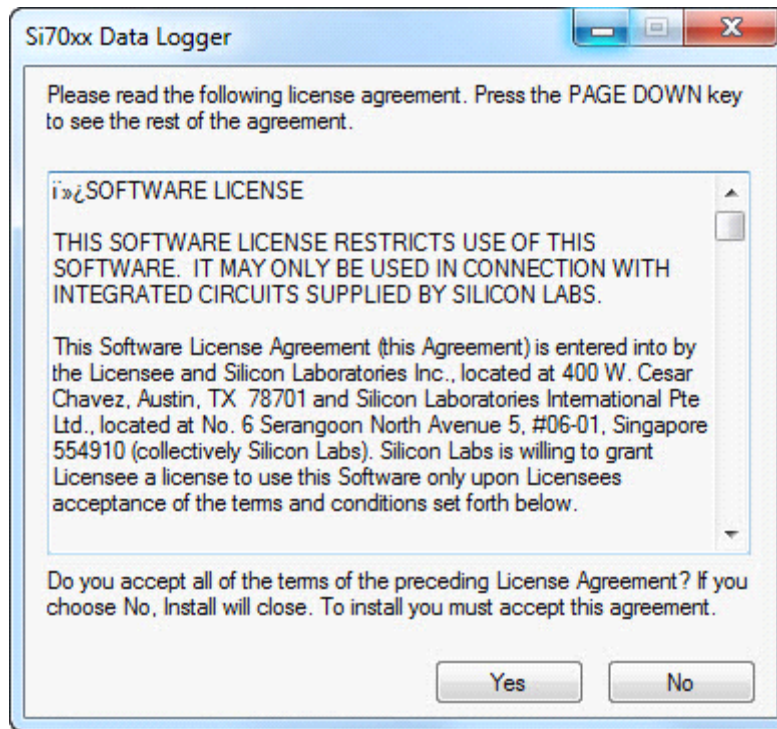 Si70xx Data Logger
Please read the following license agreement. Press the PAGE DOWN key
to see the rest of the agreement.
ï»¿SOFTWARE LICENSE
THIS SOFTWARE LICENSE RESTRICTS USE OF THIS
SOFTWARE.  IT MAY ONLY BE USED IN CONNECTION WITH
INTEGRATED CIRCUITS SUPPLIED BY SILICON LABS.
This Software License Agreement (this Agreement) is entered into by
the Licensee and Silicon Laboratories Inc., located at 400 W. Cesar
Chavez, Austin, TX  78701 and Silicon Laboratories International Pte
Ltd., located at No. 6 Serangoon North Avenue 5, #06-01, Singapore
554910 (collectively Silicon Labs). Silicon Labs is willing to grant
Licensee a license to use this Software only upon Licensees
acceptance of the terms and conditions set forth below.
Do you accept all of the terms of the preceding License Agreement? If you
choose No, Install will close. To install you must accept this agreement.
Yes
No